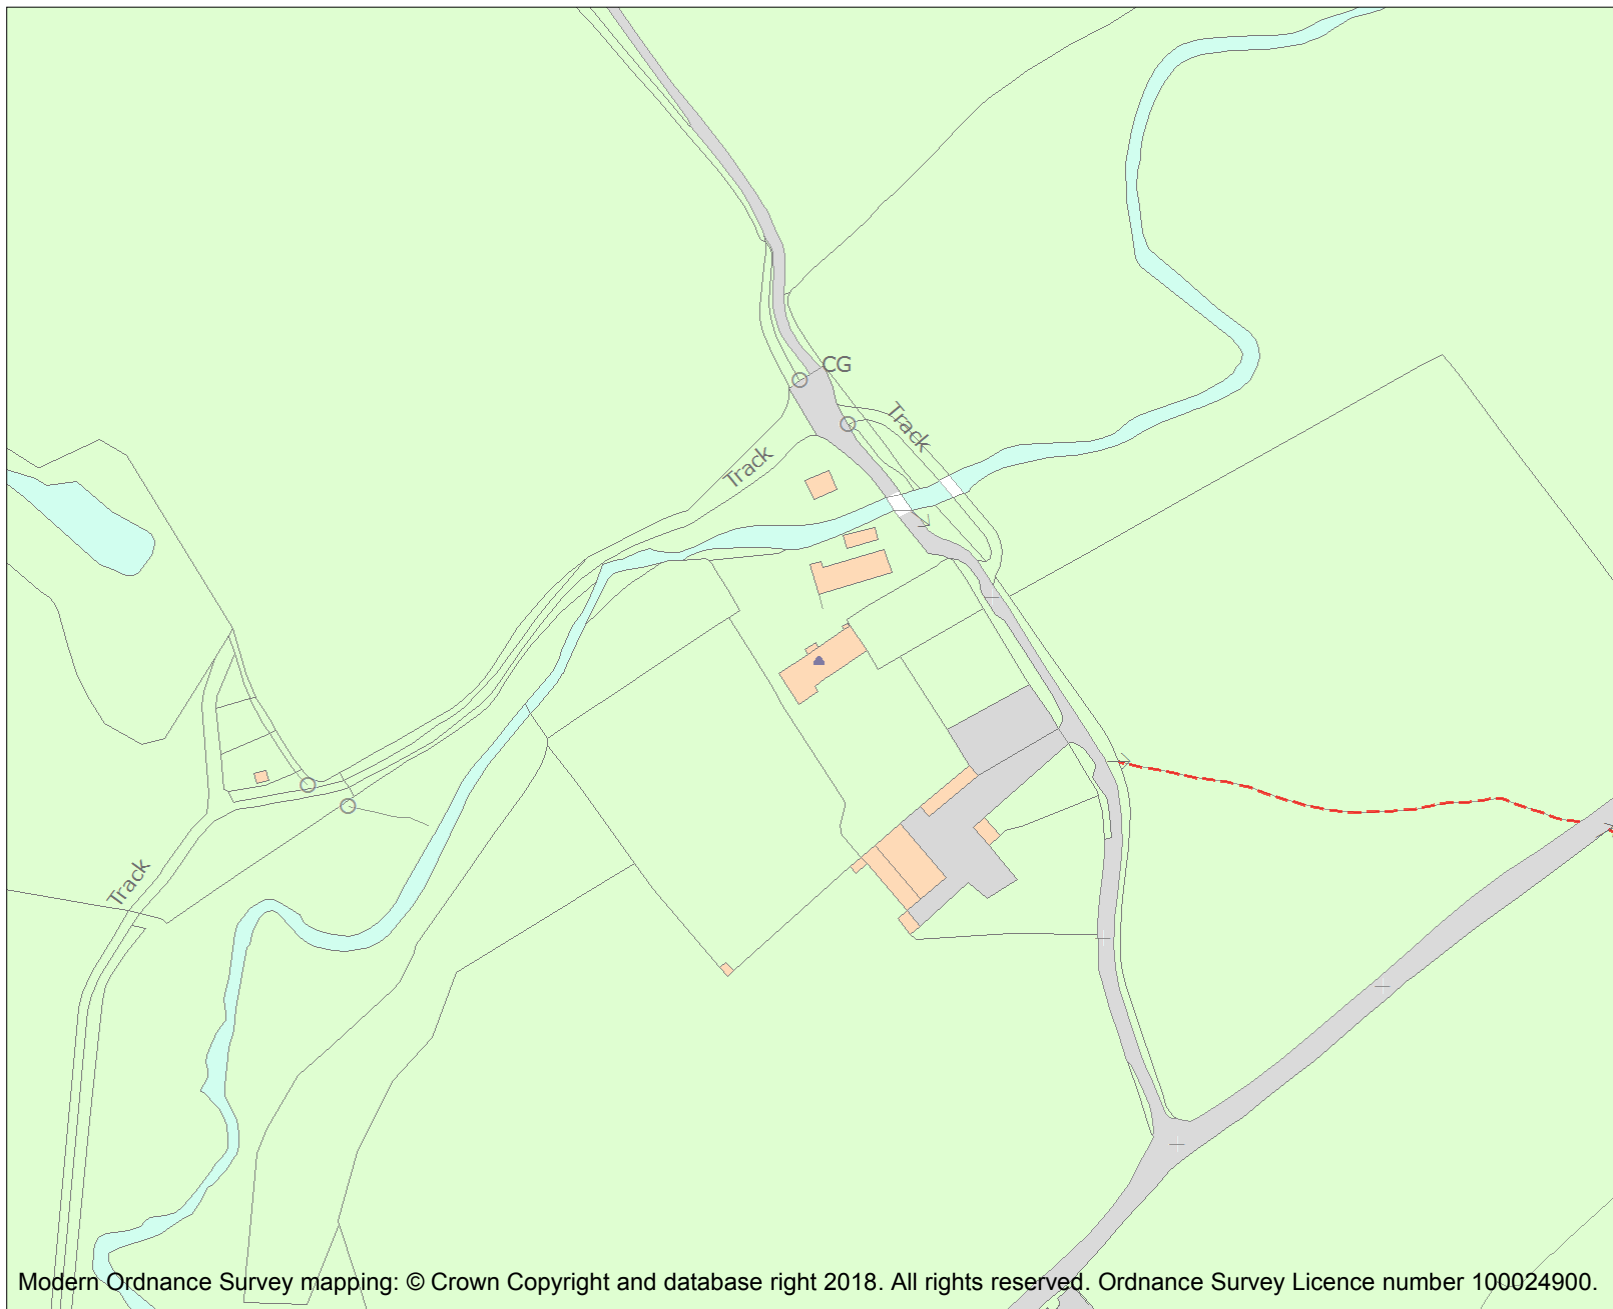 CG
Track
Track
Track
Modern Ordnance Survey mapping: © Crown Copyright and database right 2018. All rights reserved. Ordnance Survey Licence number 100024900.